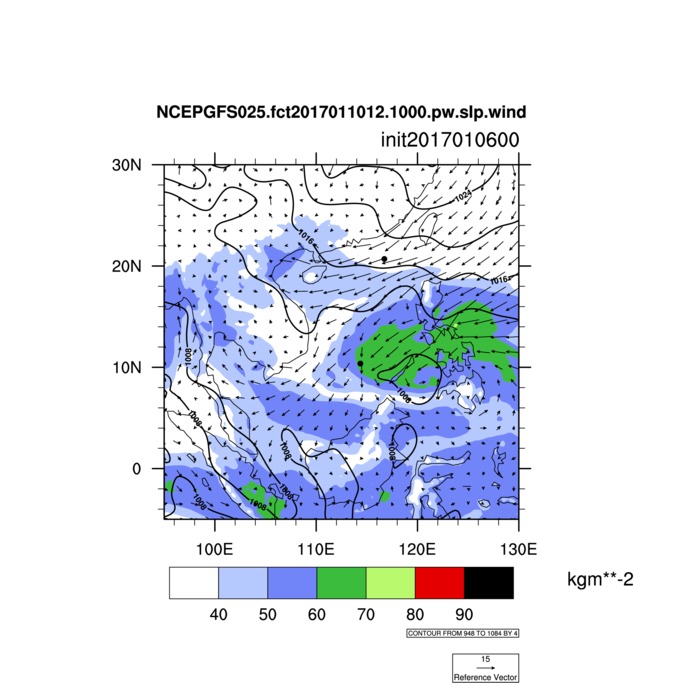 NCEPGFS025.fct2017011012.1000.pw.slp.wind
init2017010600
30N
1024
1016
20N
1016
1008
10N
1008
1008
1008
1008
0
1008
1008
1008
100E 110E 120E 130E
kgm**-2
40 50 60 70 80 90
CONTOUR FROM 948 TO 1084 BY 4
15
Reference Vector